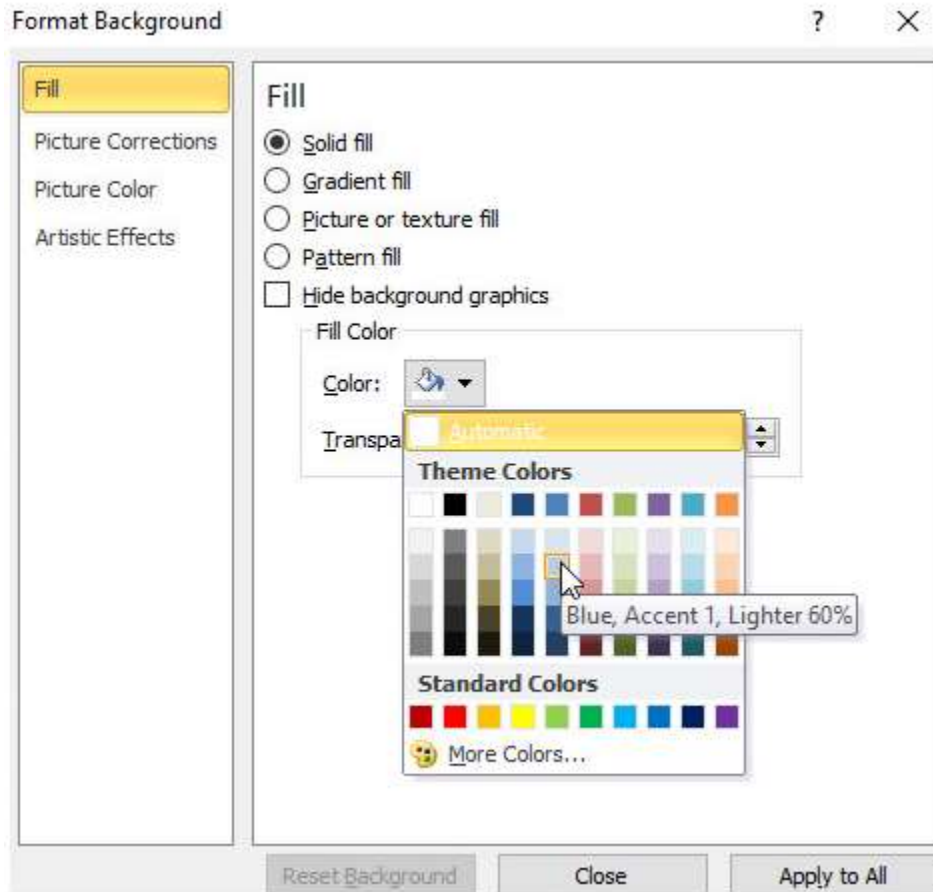 Format Background
?
Fill
Picture Corrections
Picture Color
Artistic Effects
Fill
Solid fill
Gradient fill
Picture or texture fill
Pattern fill
Hide background graphics
Fill Color
Color:
Transpa
Automatic
Theme Colors
Blue, Accent 1, Lighter 60%
Standard Colors
More Colors...
Reset Background
Close
Apply to All